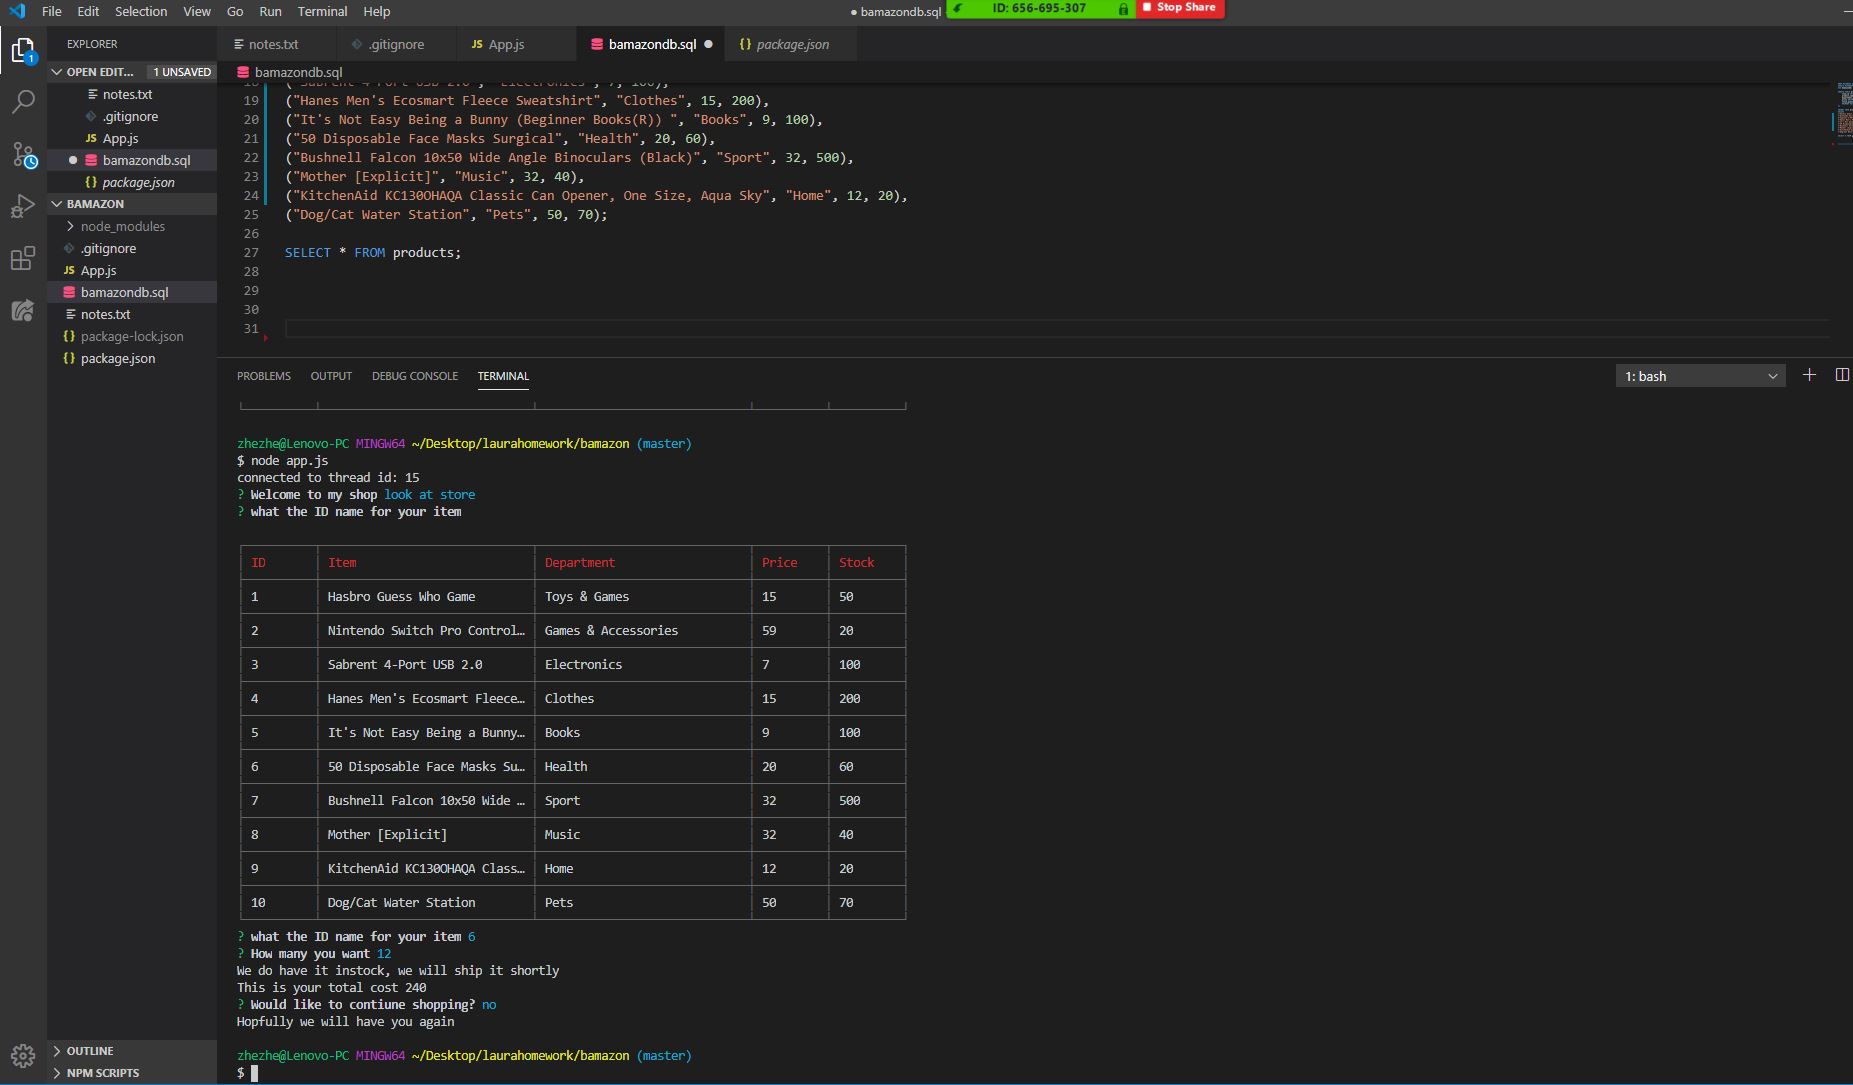 File Edit Selection View Go Run Terminal Help
● bamazondb.sql
ID: 656-695-307
Stop Share
EXPLORER
notes.txt .gitignore JS App.js bamazondb.sql ● {} package.json
OPEN EDIT... 1 UNSAVED
bamazondb.sql
1
notes.txt
.gitignore
JS App.js
● bamazondb.sql
{} package.json
BAMAZON
node_modules
.gitignore
JS App.js
bamazondb.sql
notes.txt
{} package-lock.json
{} package.json
OUTLINE
NPM SCRIPTS
18 ("Sabrent 4-Port USB 2.0", "Electronics", 7, 100),
19 ("Hanes Men's Ecosmart Fleece Sweatshirt", "Clothes", 15, 200),
20 ("It's Not Easy Being a Bunny (Beginner Books(R)) ", "Books", 9, 100),
21 ("50 Disposable Face Masks Surgical", "Health", 20, 60),
22 ("Bushnell Falcon 10x50 Wide Angle Binoculars (Black)", "Sport", 32, 500),
23 ("Mother [Explicit]", "Music", 32, 40),
24 ("KitchenAid KC130OHAQA Classic Can Opener, One Size, Aqua Sky", "Home", 12, 20),
25 ("Dog/Cat Water Station", "Pets", 50, 70);
26
27 SELECT * FROM products;
28
29
30
31
PROBLEMS OUTPUT DEBUG CONSOLE TERMINAL
1: bash
zhezhe@Lenovo-PC MINGW64 ~/Desktop/laurahomework/bamazon (master)
$ node app.js
connected to thread id: 15
? Welcome to my shop look at store
? what the ID name for your item
ID Item Department Price Stock
1 Hasbro Guess Who Game Toys & Games 15 50
2 Nintendo Switch Pro Control… Games & Accessories 59 20
3 Sabrent 4-Port USB 2.0 Electronics 7 100
4 Hanes Men's Ecosmart Fleece… Clothes 15 200
5 It's Not Easy Being a Bunny… Books 9 100
6 50 Disposable Face Masks Su… Health 20 60
7 Bushnell Falcon 10x50 Wide … Sport 32 500
8 Mother [Explicit] Music 32 40
9 KitchenAid KC130OHAQA Class… Home 12 20
10 Dog/Cat Water Station Pets 50 70
? what the ID name for your item 6
? How many you want 12
We do have it instock, we will ship it shortly
This is your total cost 240
? Would like to contiune shopping? no
Hopfully we will have you again
zhezhe@Lenovo-PC MINGW64 ~/Desktop/laurahomework/bamazon (master)
$